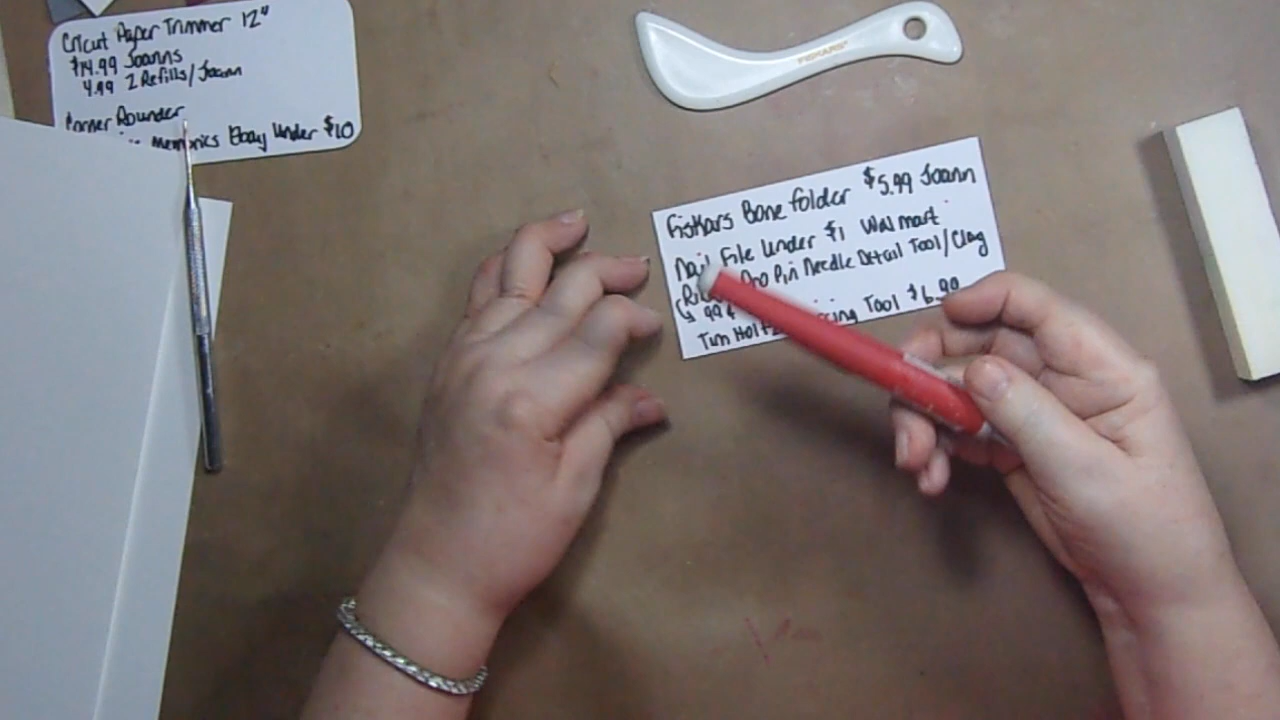 Cricut Paper Trimmer 12"
$14.99 Joanns
4.99 2 Refills/Joann
Corner Rounder
Ebay Under $10
FISKARS
Fiskars Bone folder $5.99 Joann
Nail File Under $1 Walmart
Pro Pin Needle Detail Tool/Clay
99¢
Tim Holtz Tool $6.99